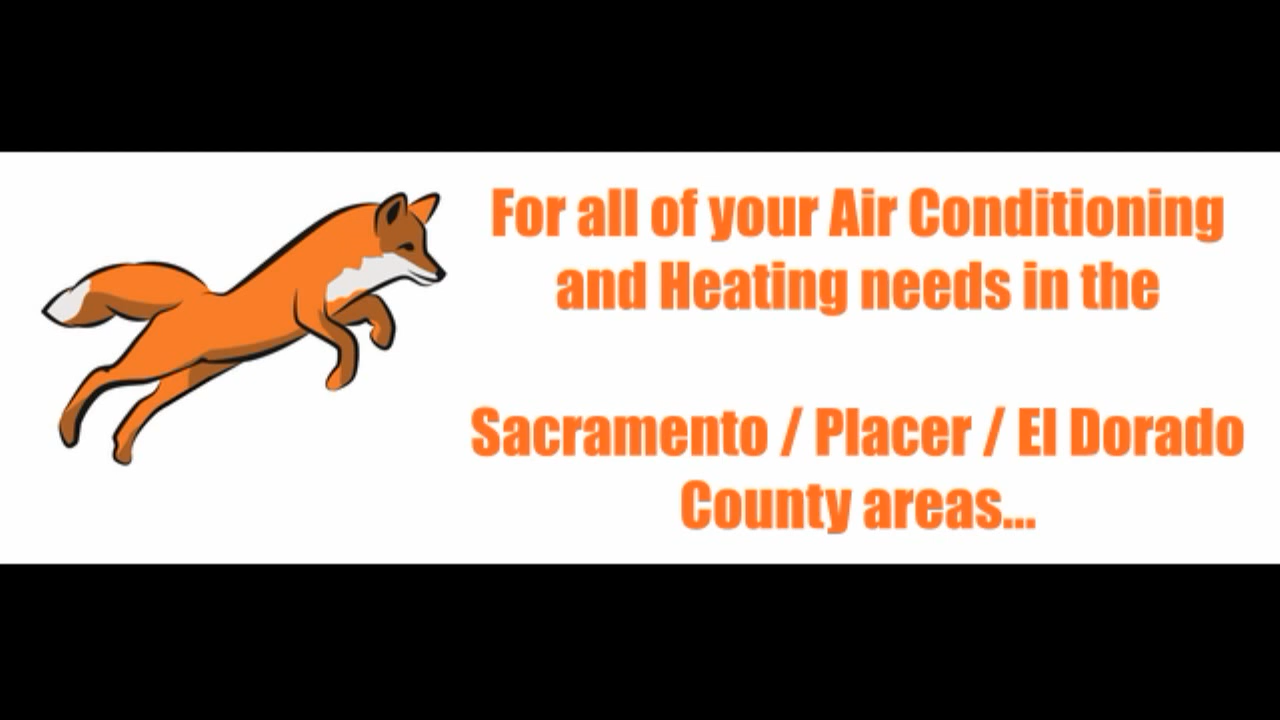 For all of your Air Conditioning
and Heating needs in the
Sacramento / Placer / El Dorado
County areas...